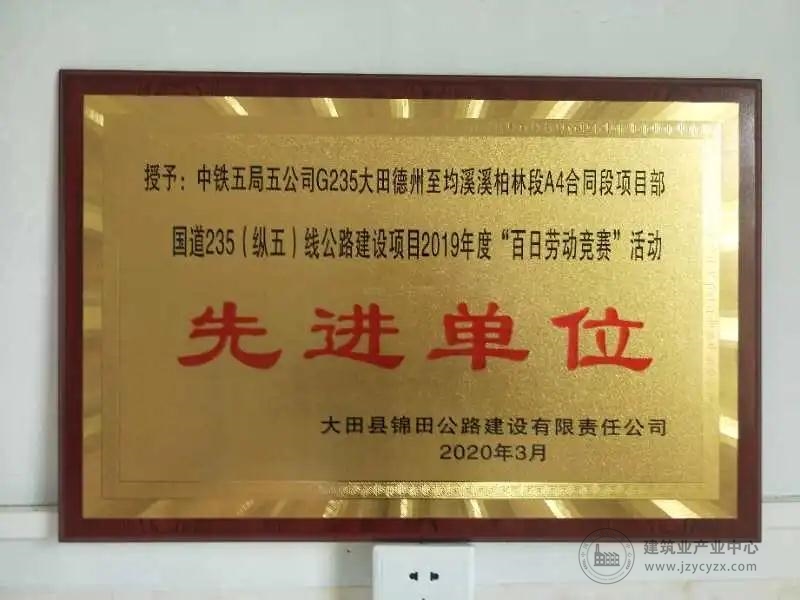 授予：中铁五局五公司G235大田德州至均溪溪柏林段A4合同段项目部
国道235（纵五）线公路建设项目2019年度“百日劳动竞赛”活动
先进单位
大田县锦田公路建设有限责任公司
2020年3月
建筑业产业中心
www.jzycyzx.com